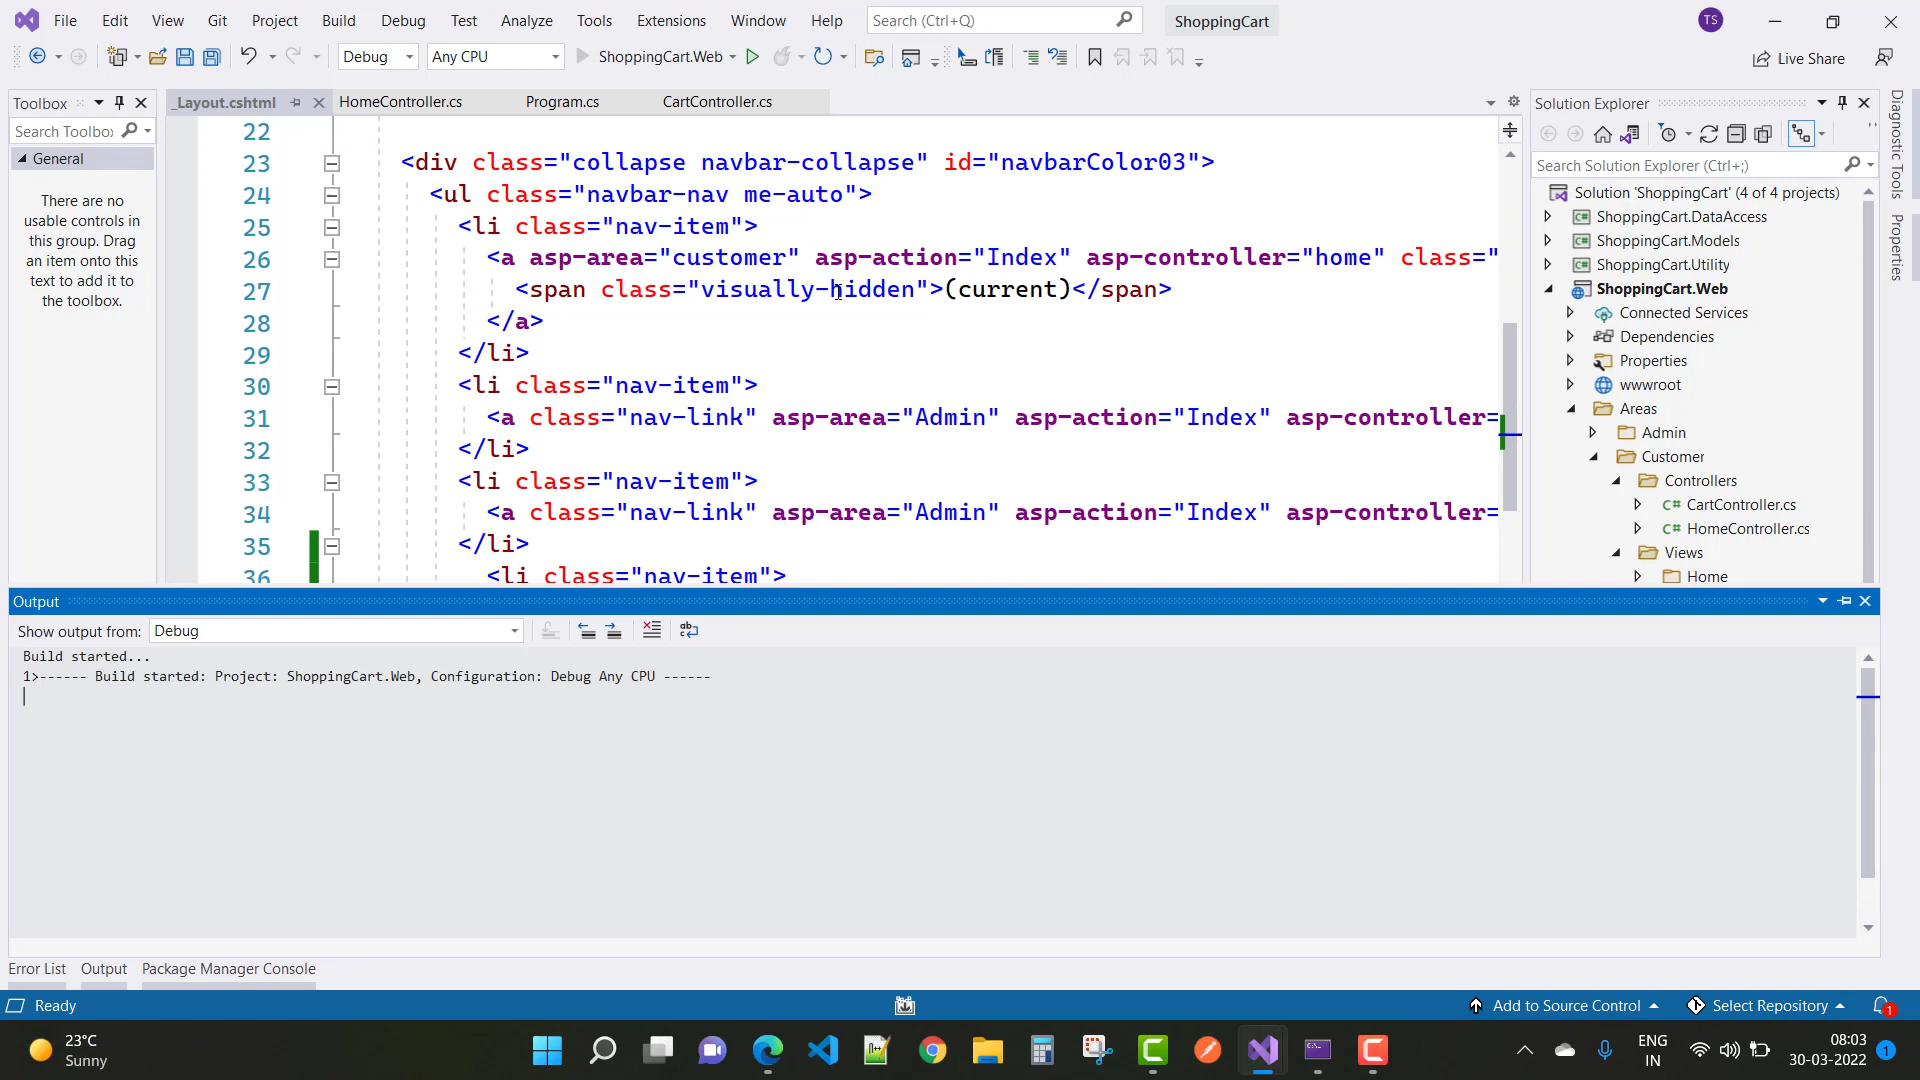 File Edit View Git Project Build Debug Test Analyze Tools Extensions Window Help Search (Ctrl+Q) ShoppingCart TS
Debug Any CPU ShoppingCart.Web Live Share
Toolbox _Layout.cshtml HomeController.cs Program.cs CartController.cs Solution Explorer
Search Toolbox
General
There are no
usable controls in
this group. Drag
an item onto this
text to add it to
the toolbox.
22
23 <div class="collapse navbar-collapse" id="navbarColor03">
24 <ul class="navbar-nav me-auto">
25 <li class="nav-item">
26 <a asp-area="customer" asp-action="Index" asp-controller="home" class="
27 <span class="visually-hidden">(current)</span>
28 </a>
29 </li>
30 <li class="nav-item">
31 <a class="nav-link" asp-area="Admin" asp-action="Index" asp-controller=
32 </li>
33 <li class="nav-item">
34 <a class="nav-link" asp-area="Admin" asp-action="Index" asp-controller=
35 </li>
36 <li class="nav-item">
Search Solution Explorer (Ctrl+;)
Solution 'ShoppingCart' (4 of 4 projects)
ShoppingCart.DataAccess
ShoppingCart.Models
ShoppingCart.Utility
ShoppingCart.Web
Connected Services
Dependencies
Properties
wwwroot
Areas
Admin
Customer
Controllers
C# CartController.cs
C# HomeController.cs
Views
Home
Diagnostic Tools
Properties
Output
Show output from: Debug
Build started...
1>------ Build started: Project: ShoppingCart.Web, Configuration: Debug Any CPU ------
Error List Output Package Manager Console
Ready Add to Source Control Select Repository 1
23°C
Sunny
ENG
IN
08:03
30-03-2022
1